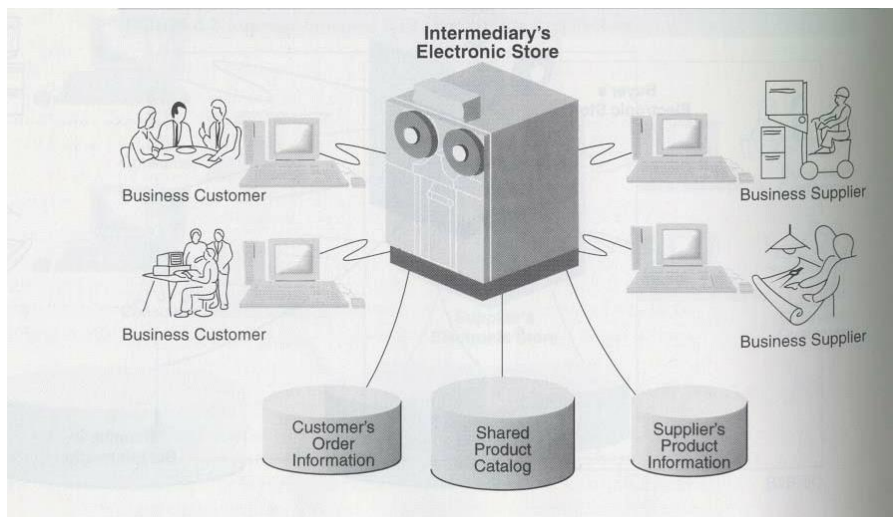 Intermediary's
Electronic Store
Business Customer
Business Supplier
Business Customer
Business Supplier
Customer's
Order
Information
Shared
Product
Catalog
Supplier's
Product
Information